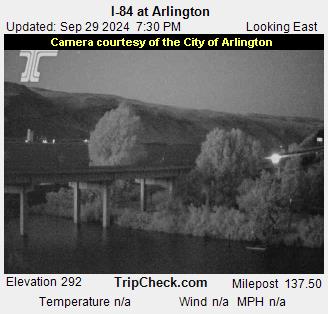 I-84 at Arlington
Updated: Sep 29 2024 7:30 PM Looking East
Camera courtesy of the City of Arlington
Elevation 292 TripCheck.com Milepost 137.50
Temperature n/a Wind n/a MPH n/a